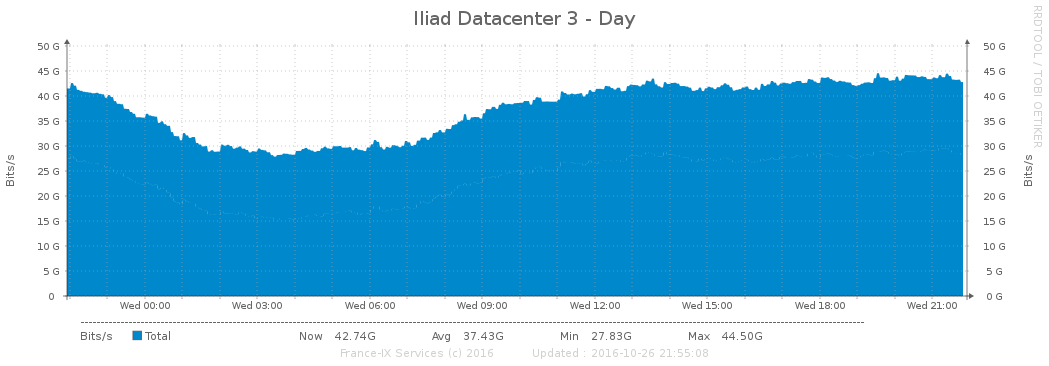 Iliad Datacenter 3 - Day
RRDTOOL / TOBI OETIKER
Bits/s
50 G
45 G
40 G
35 G
30 G
25 G
20 G
15 G
10 G
5 G
0
50 G
45 G
40 G
35 G
30 G
25 G
20 G
15 G
10 G
5 G
0 G
Bits/s
Wed 00:00 Wed 03:00 Wed 06:00 Wed 09:00 Wed 12:00 Wed 15:00 Wed 18:00 Wed 21:00
Bits/s Total Now 42.74G Avg 37.43G Min 27.83G Max 44.50G
France-IX Services (c) 2016 Updated : 2016-10-26 21:55:08